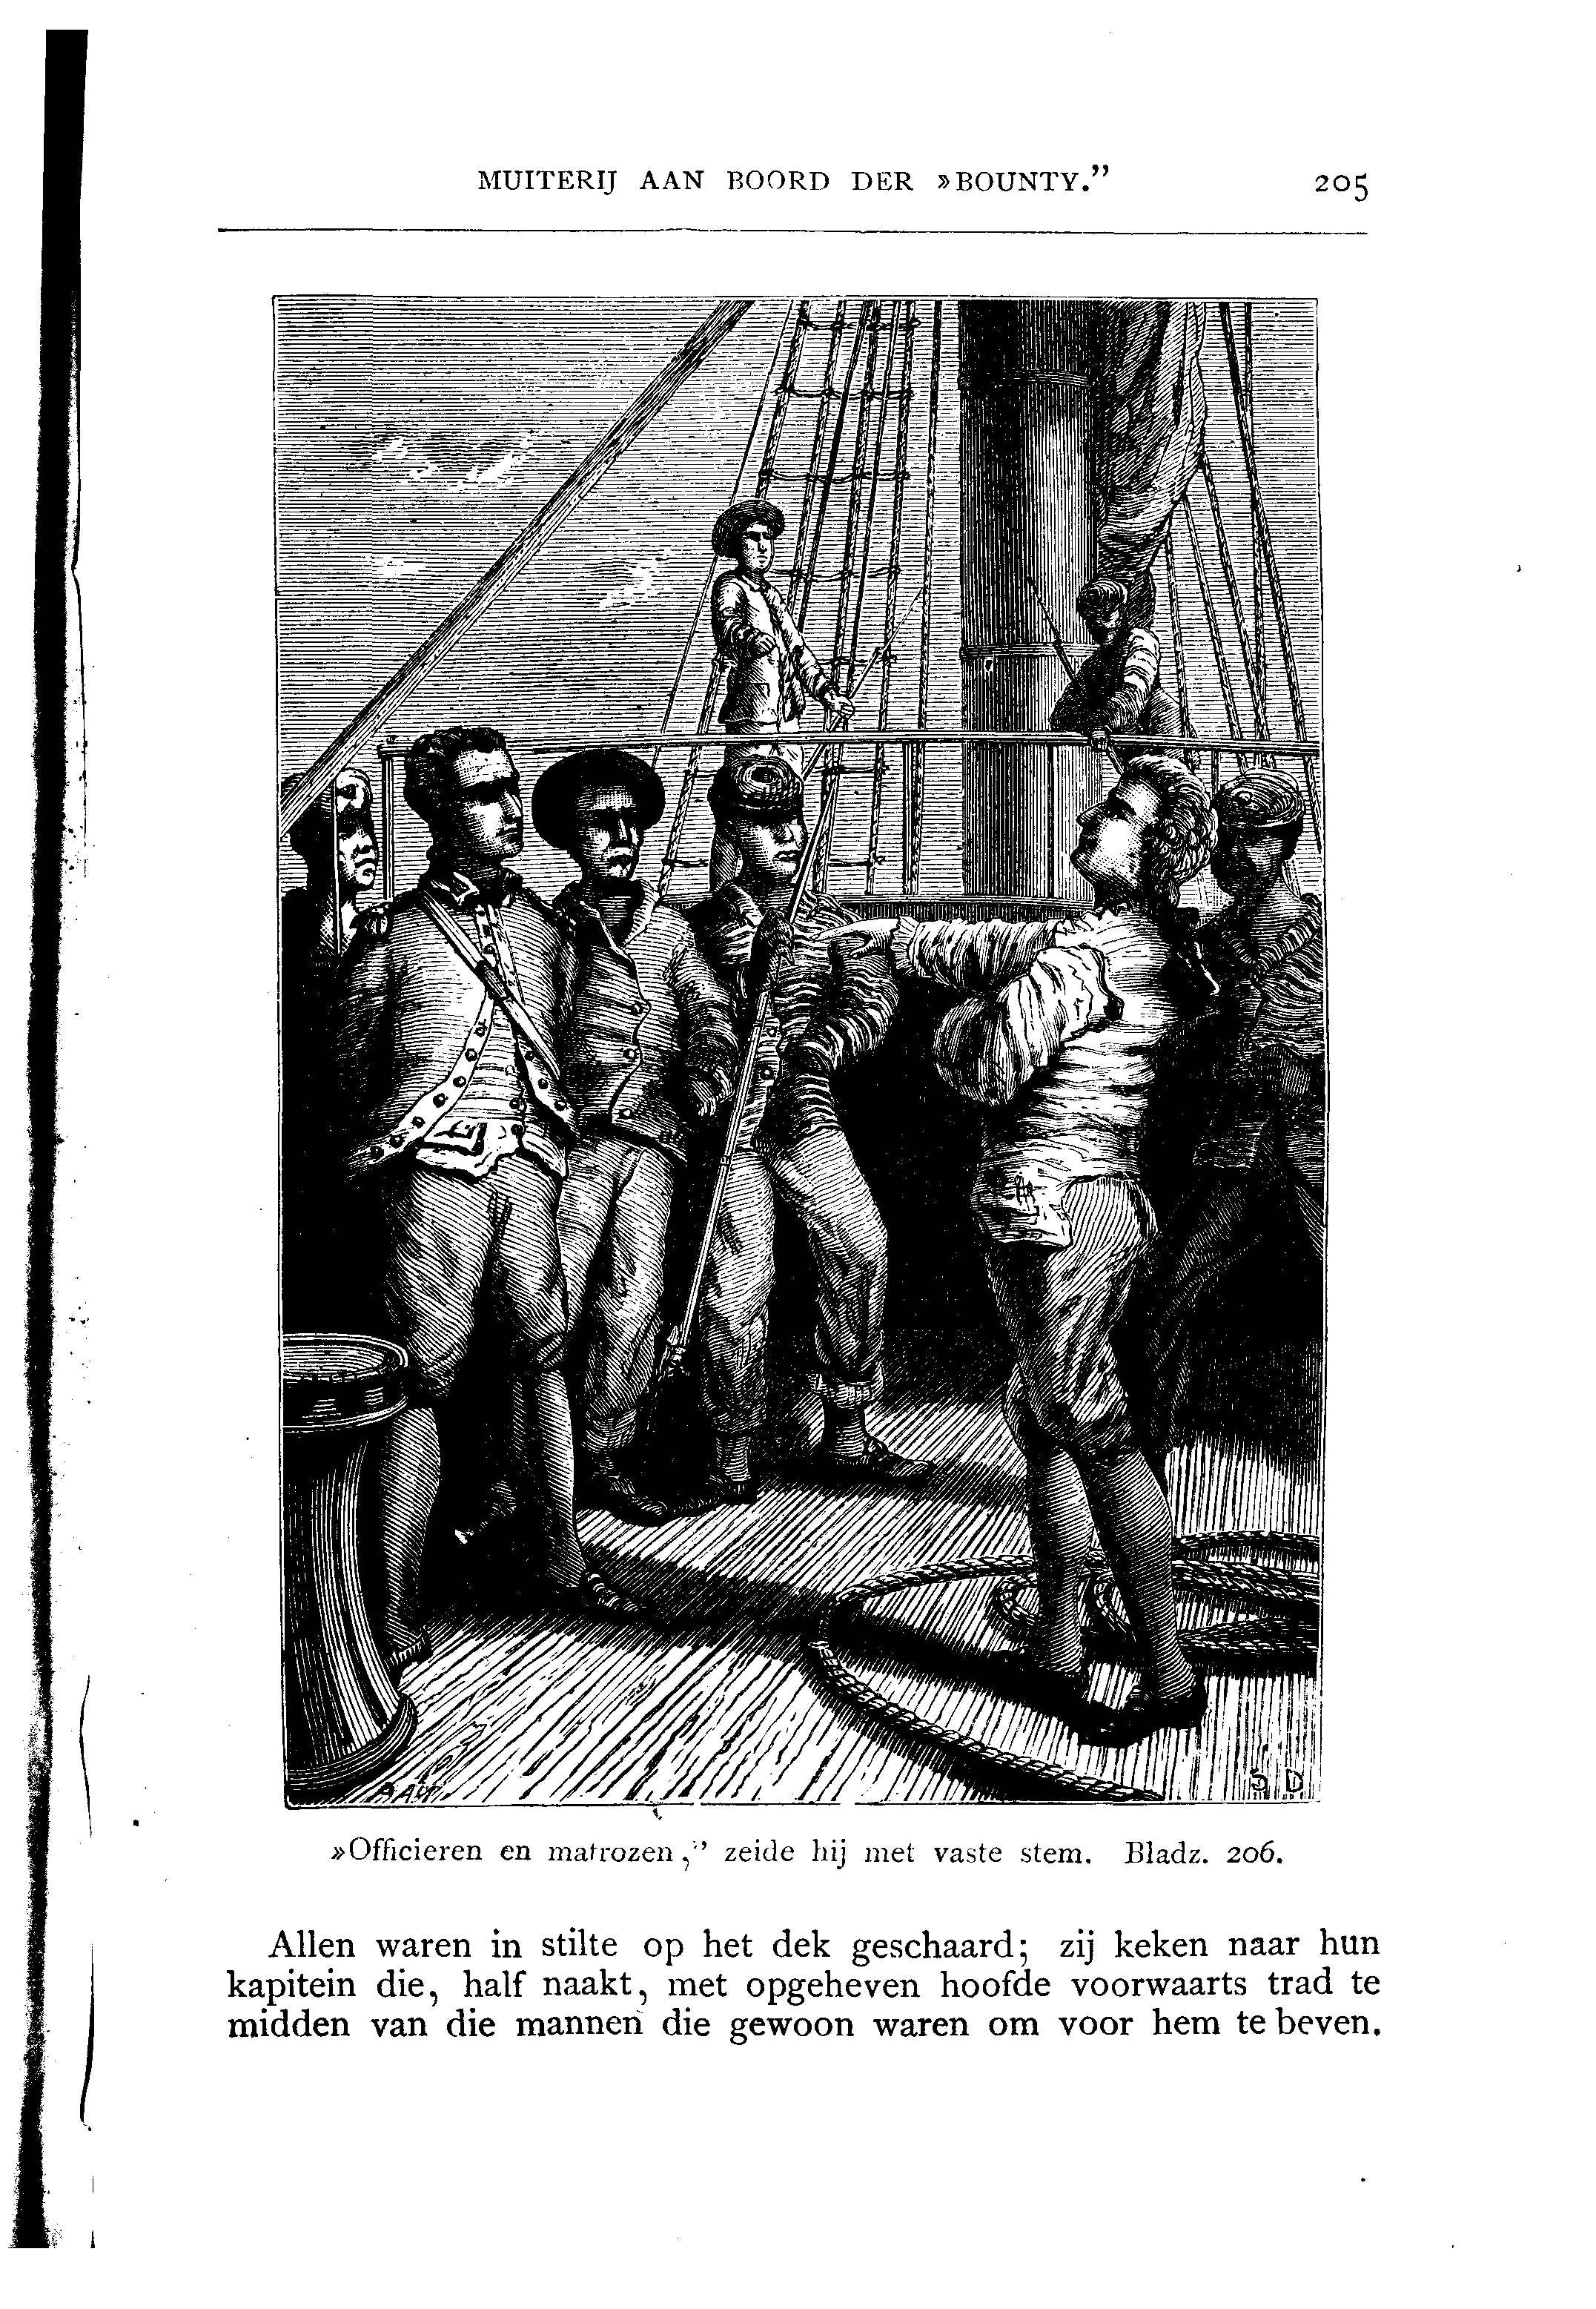 MUITERIJ AAN BOORD DER »BOUNTY.” 205
S D
»Officieren en matrozen,” zeide hij met vaste stem. Bladz. 206.
Allen waren in stilte op het dek geschaard; zij keken naar hun
kapitein die, half naakt, met opgeheven hoofde voorwaarts trad te
midden van die mannen die gewoon waren om voor hem te beven.